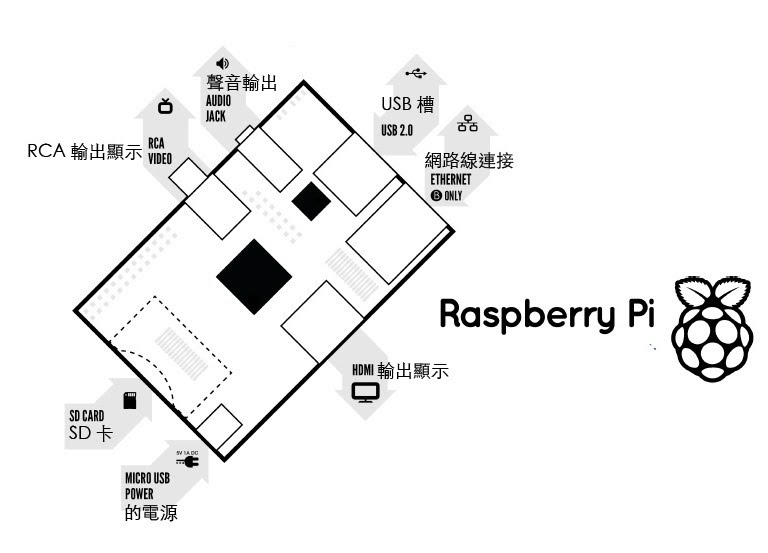 聲音輸出
AUDIO
JACK
USB 槽
USB 2.0
RCA 輸出顯示
RCA
VIDEO
網路線連接
ETHERNET
B ONLY
Raspberry Pi
HDMI 輸出顯示
SD CARD
SD 卡
5V 1A DC
MICRO USB
POWER
的電源